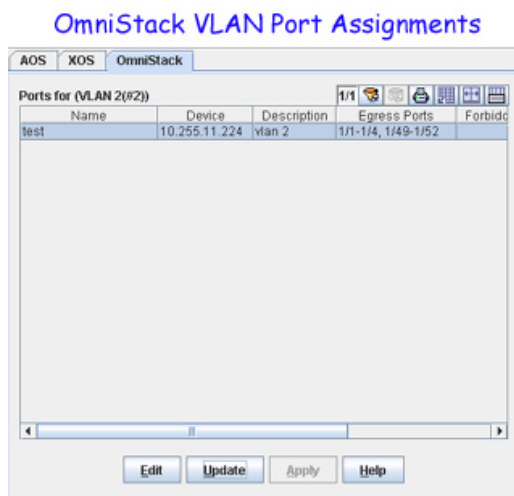 OmniStack VLAN Port Assignments
AOS XOS OmniStack
Ports for (VLAN 2(#2)) 1/1
Name Device Description Egress Ports Forbidd
test 10.255.11.224 vlan 2 1/1-1/4, 1/49-1/52
Edit Update Apply Help